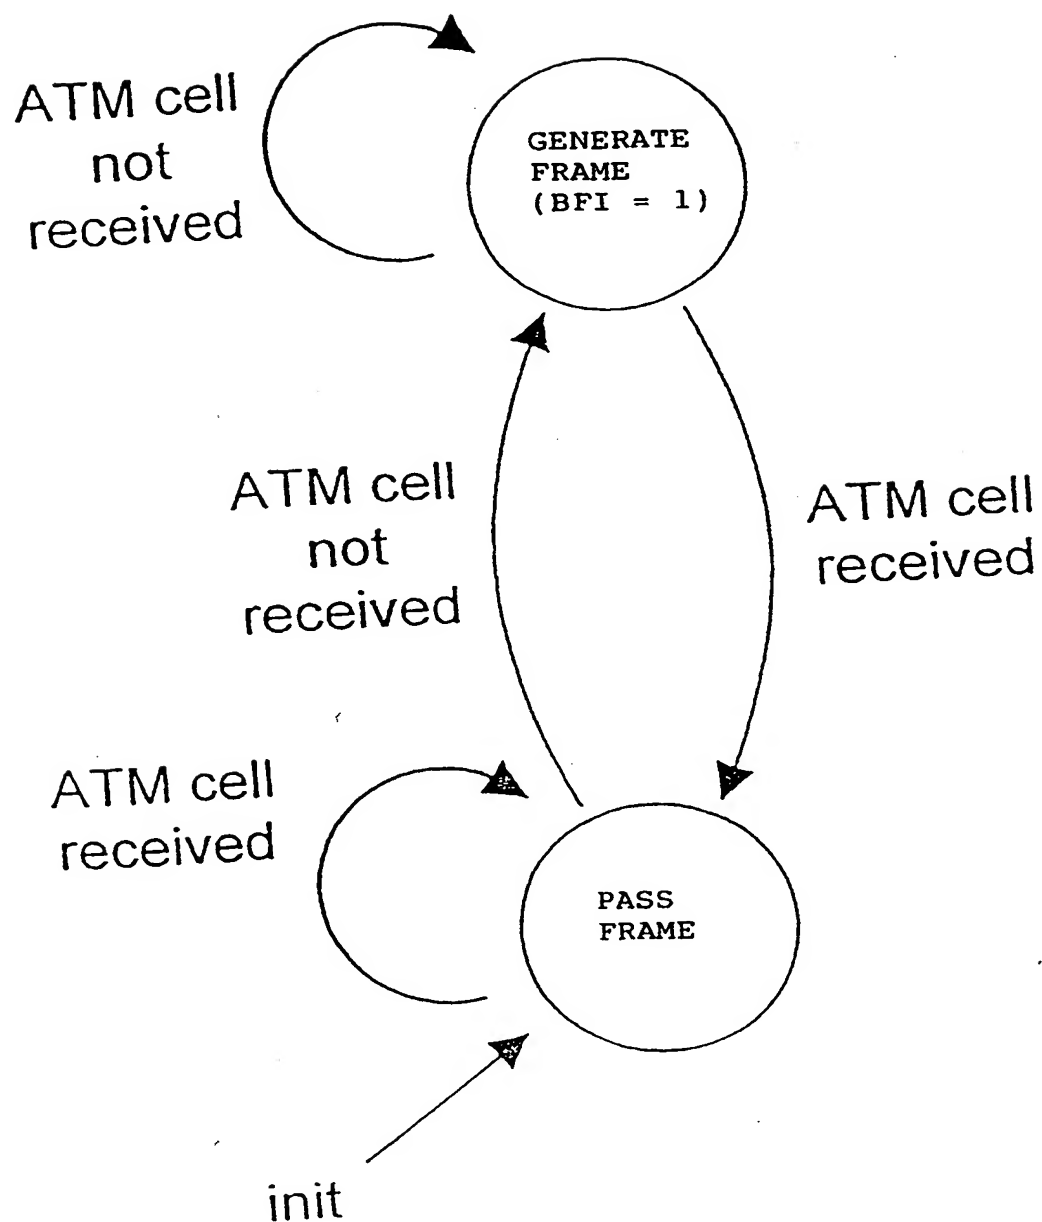 ATM cell
not
received
GENERATE
FRAME
(BFI = 1)
ATM cell
not
received
ATM cell
received
ATM cell
received
PASS
FRAME
init